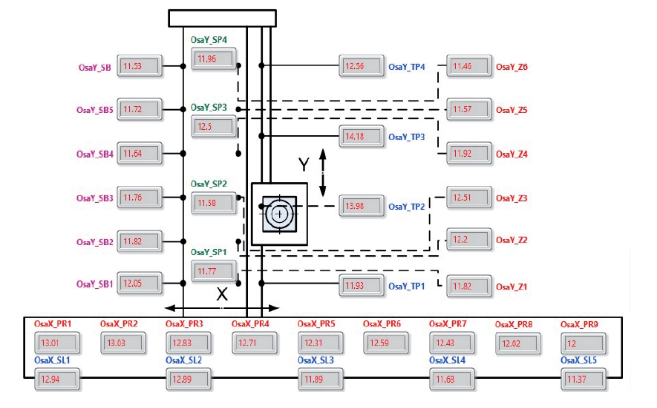 OsaY_SP4
OsaY_SB 11.53
11.96
12.56 OsaY_TP4
11.46 OsaY_Z6
OsaY_SB5 11.72
OsaY_SP3
12.5
11.57 OsaY_Z5
14.18 OsaY_TP3
OsaY_SB4 11.64
11.92 OsaY_Z4
Y
OsaY_SP2
OsaY_SB3 11.76
11.58
13.98 OsaY_TP2
12.51 OsaY_Z3
OsaY_SB2 11.82
12.2 OsaY_Z2
OsaY_SP1
11.77
OsaY_SB1 12.05
11.93 OsaY_TP1
11.82 OsaY_Z1
X
OsaX_PR1 OsaX_PR2 OsaX_PR3 OsaX_PR4 OsaX_PR5 OsaX_PR6 OsaX_PR7 OsaX_PR8 OsaX_PR9
13.01 13.03 12.83 12.71 12.31 12.59 12.43 12.02 12
OsaX_SL1 OsaX_SL2 OsaX_SL3 OsaX_SL4 OsaX_SL5
12.94 12.89 11.89 11.68 11.37